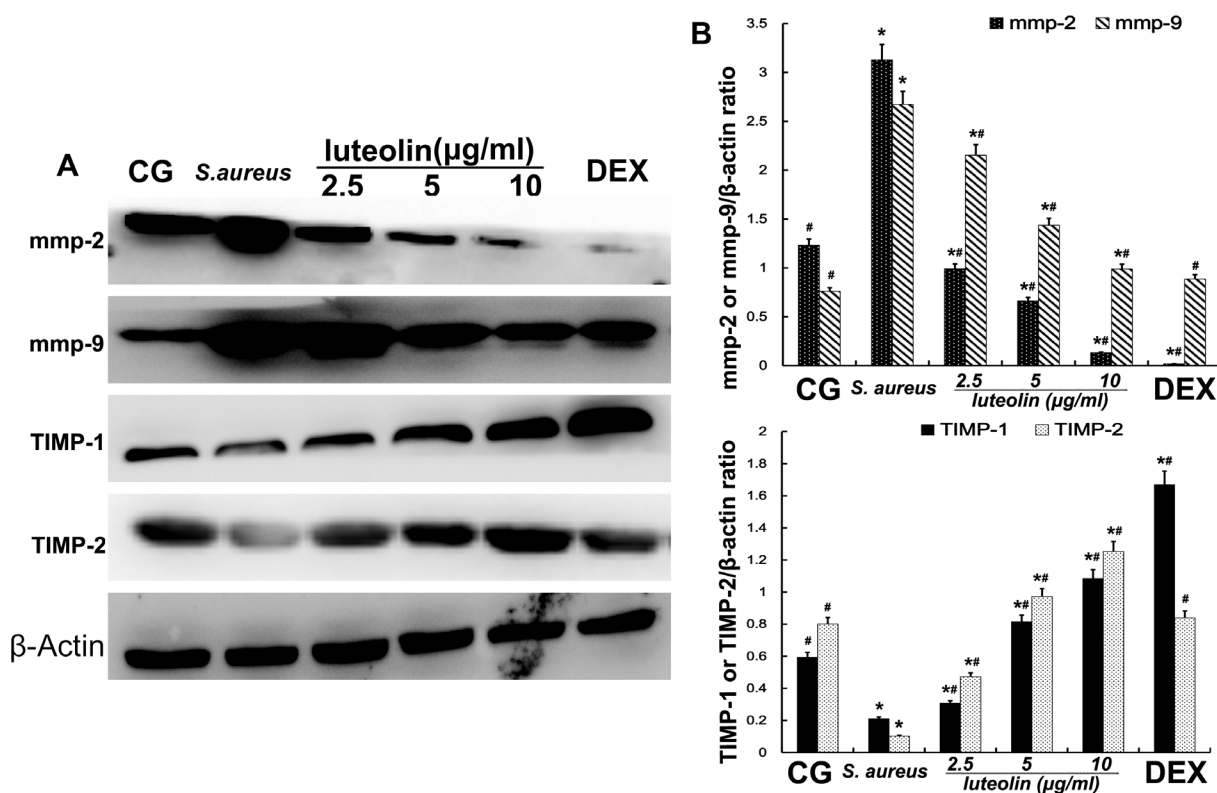 A
CG
S.aureus
luteolin(µg/ml)
2.5 5 10
DEX
mmp-2
mmp-9
TIMP-1
TIMP-2
β-Actin
B
mmp-2 mmp-9
mmp-2 or mmp-9/β-actin ratio
4
3.5
3
2.5
2
1.5
1
0.5
0
# #
* *
*# *#
*# *#
*# *#
*# #
CG S. aureus 2.5 5 10 DEX
luteolin (µg/ml)
TIMP-1 TIMP-2
TIMP-1 or TIMP-2/β-actin ratio
2
1.8
1.6
1.4
1.2
1
0.8
0.6
0.4
0.2
0
# #
* *
*# *#
*# *#
*# *#
*# #
CG S. aureus 2.5 5 10 DEX
luteolin (µg/ml)